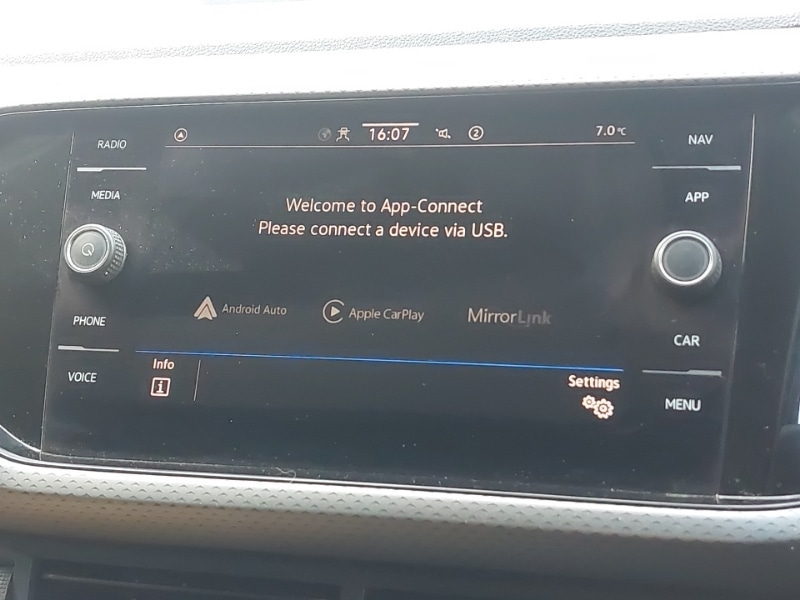 RADIO
16:07
2
7.0°C
NAV
MEDIA
APP
Welcome to App-Connect
Please connect a device via USB.
Android Auto
Apple CarPlay
MirrorLink
PHONE
CAR
Info
i
Settings
VOICE
MENU